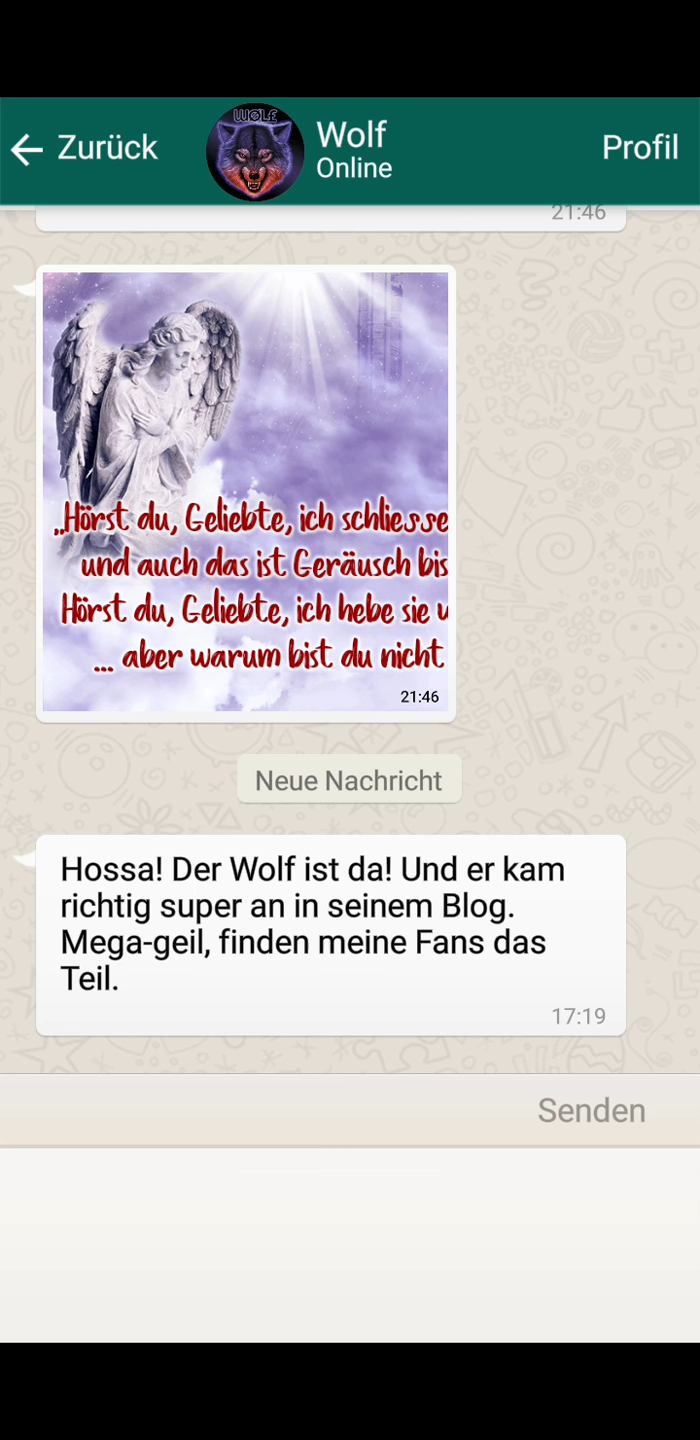 Zurück
WØLF
Wolf
Online
Profil
21:46
„Hörst du, Geliebte, ich schliesse
und auch das ist Geräusch bis
Hörst du, Geliebte, ich hebe sie u
... aber warum bist du nicht
21:46
Neue Nachricht
Hossa! Der Wolf ist da! Und er kam
richtig super an in seinem Blog.
Mega-geil, finden meine Fans das
Teil.
17:19
Senden